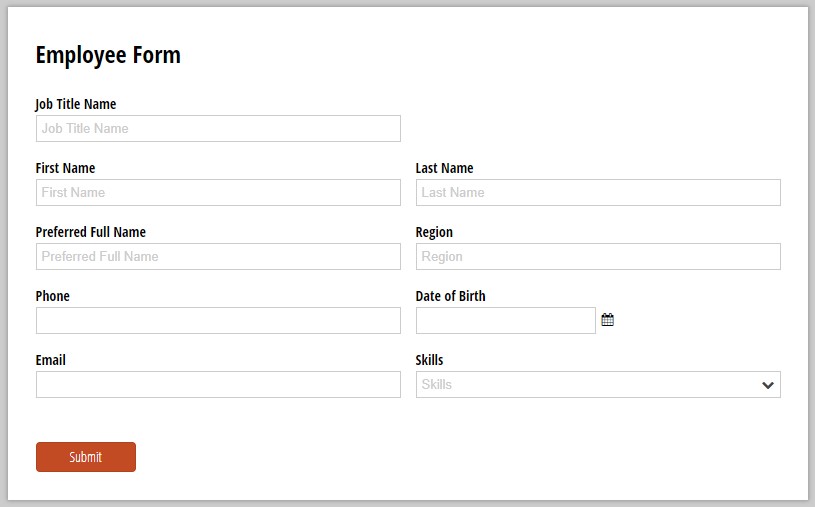 Employee Form
Job Title Name
Job Title Name
First Name Last Name
First Name Last Name
Preferred Full Name Region
Preferred Full Name Region
Phone Date of Birth
Email Skills
Skills
Submit